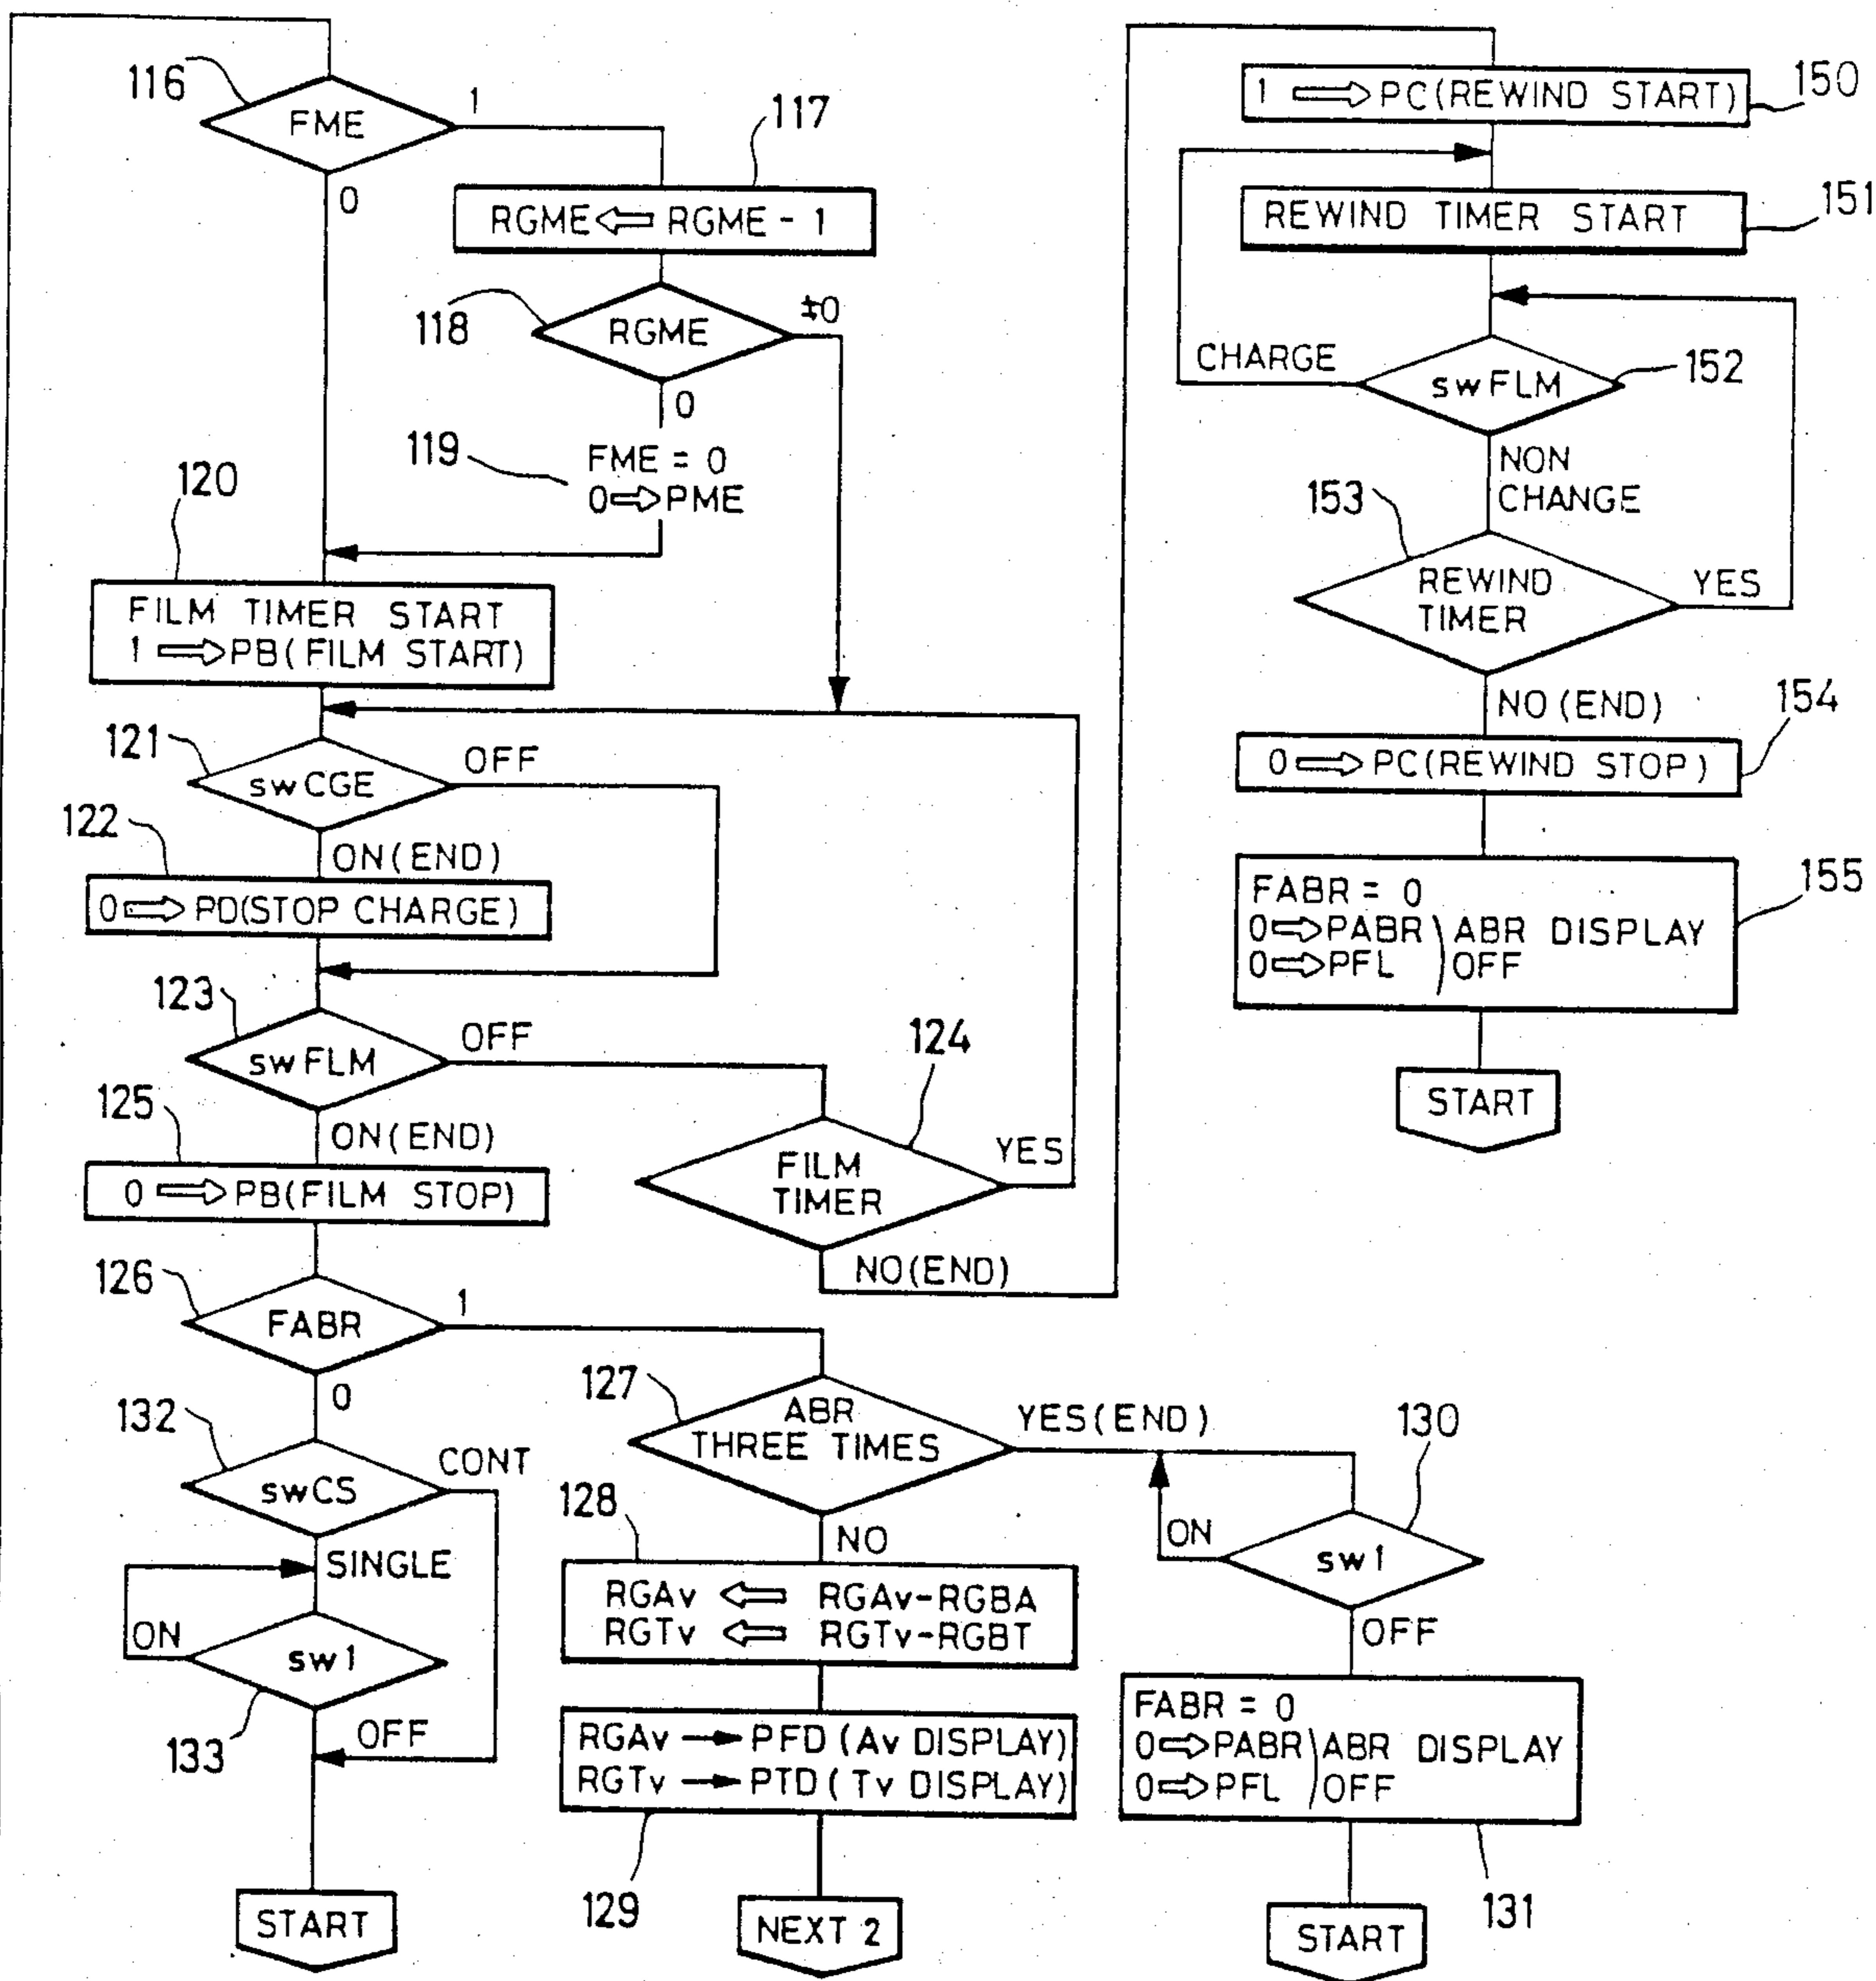 116
FME
1
0
117
RGME ⇐ RGME - 1
118
RGME
≠0
0
119
FME = 0
0 ⇒ PME
120
FILM TIMER START
1 ⇒ PB(FILM START)
121
swCGE
OFF
ON(END)
122
0 ⇒ PD(STOP CHARGE)
123
swFLM
OFF
ON(END)
124
FILM
TIMER
YES
NO(END)
125
0 ⇒ PB(FILM STOP)
126
FABR
1
0
127
ABR
THREE TIMES
YES(END)
NO
128
RGAv ⇐ RGAv-RGBA
RGTv ⇐ RGTv-RGBT
RGAv → PFD (Av DISPLAY)
RGTv → PTD (Tv DISPLAY)
129
NEXT 2
130
sw1
ON
OFF
FABR = 0
0 ⇒ PABR ) ABR DISPLAY
0 ⇒ PFL ) OFF
131
START
132
swCS
CONT
SINGLE
ON
sw1
133
OFF
START
150
1 ⇒ PC(REWIND START)
151
REWIND TIMER START
CHARGE
swFLM
152
NON
CHANGE
153
REWIND
TIMER
YES
NO(END)
154
0 ⇒ PC(REWIND STOP)
155
FABR = 0
0 ⇒ PABR ) ABR DISPLAY
0 ⇒ PFL ) OFF
START